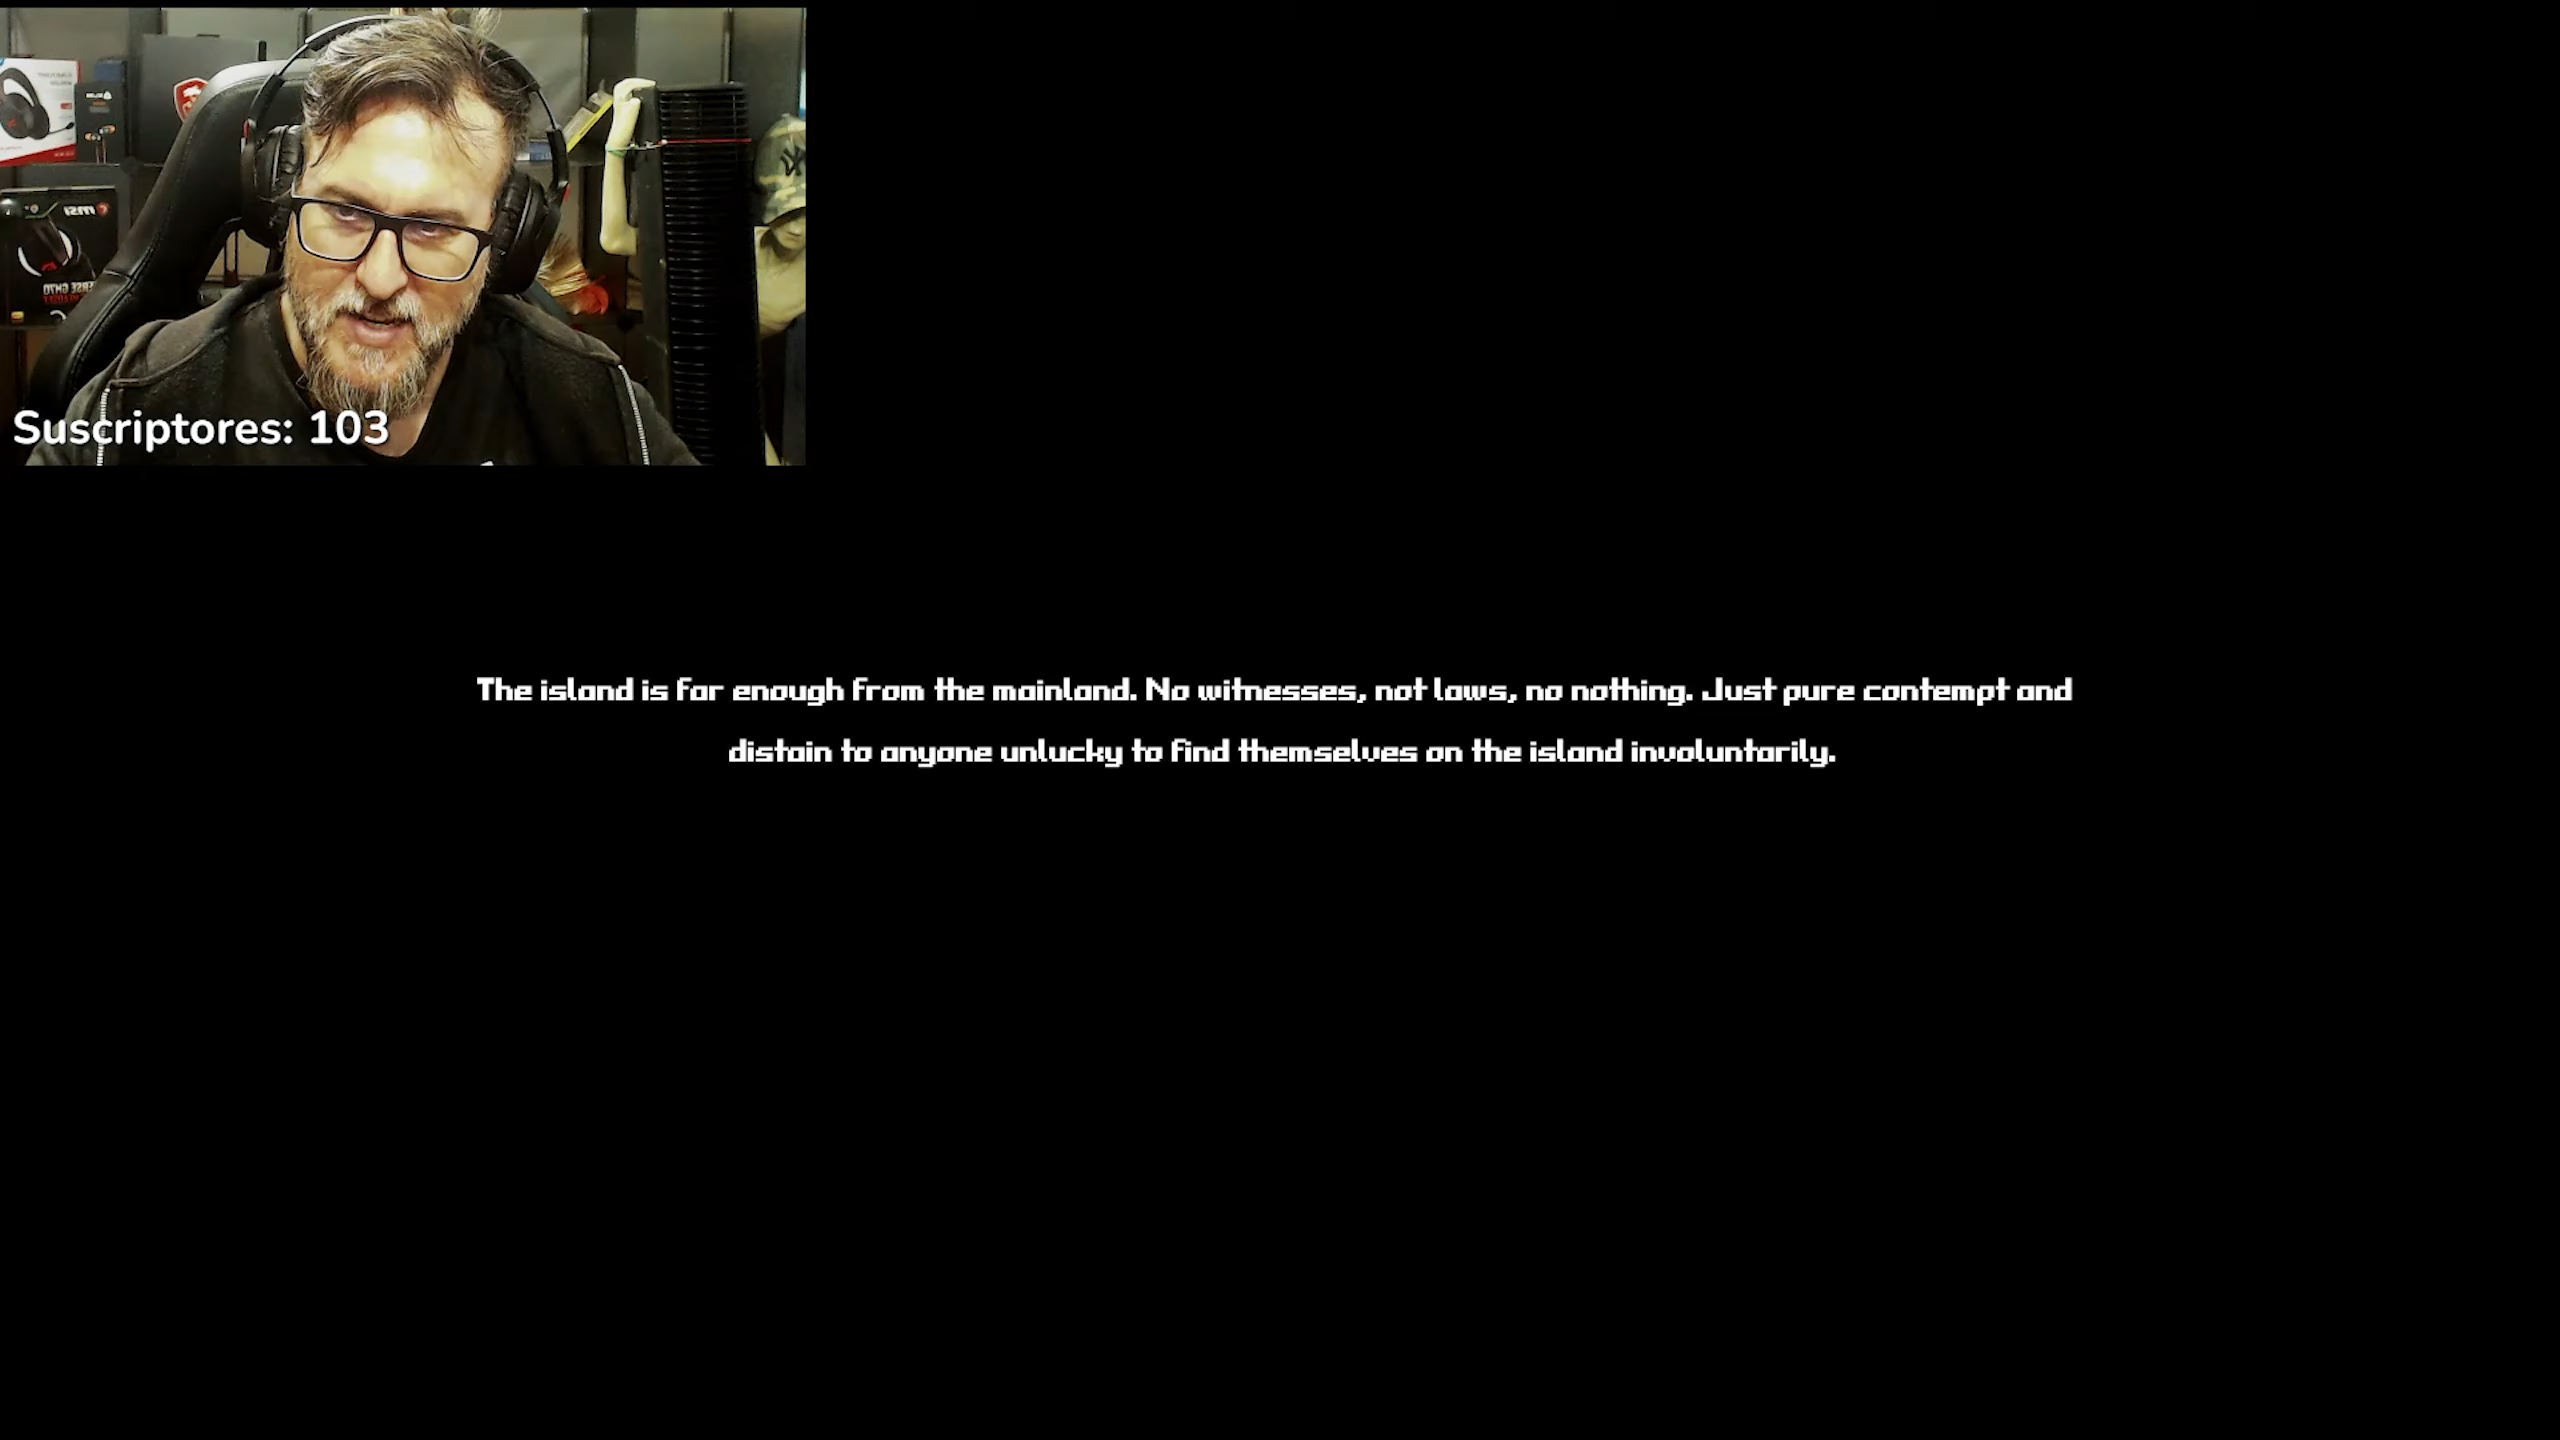 Suscriptores: 103
The island is far enough from the mainland. No witnesses, not laws, no nothing. Just pure contempt and
distain to anyone unlucky to find themselves on the island involuntarily.